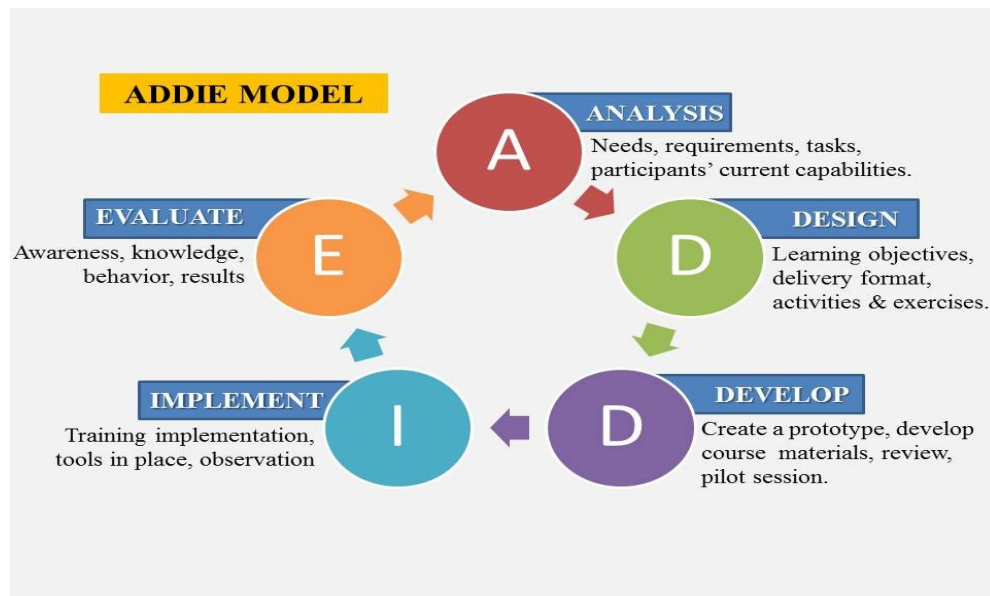 ADDIE MODEL
A
ANALYSIS
Needs, requirements, tasks,
participants’ current capabilities.
D
DESIGN
Learning objectives,
delivery format,
activities & exercises.
D
DEVELOP
Create a prototype, develop
course materials, review,
pilot session.
I
IMPLEMENT
Training implementation,
tools in place, observation
E
EVALUATE
Awareness, knowledge,
behavior, results